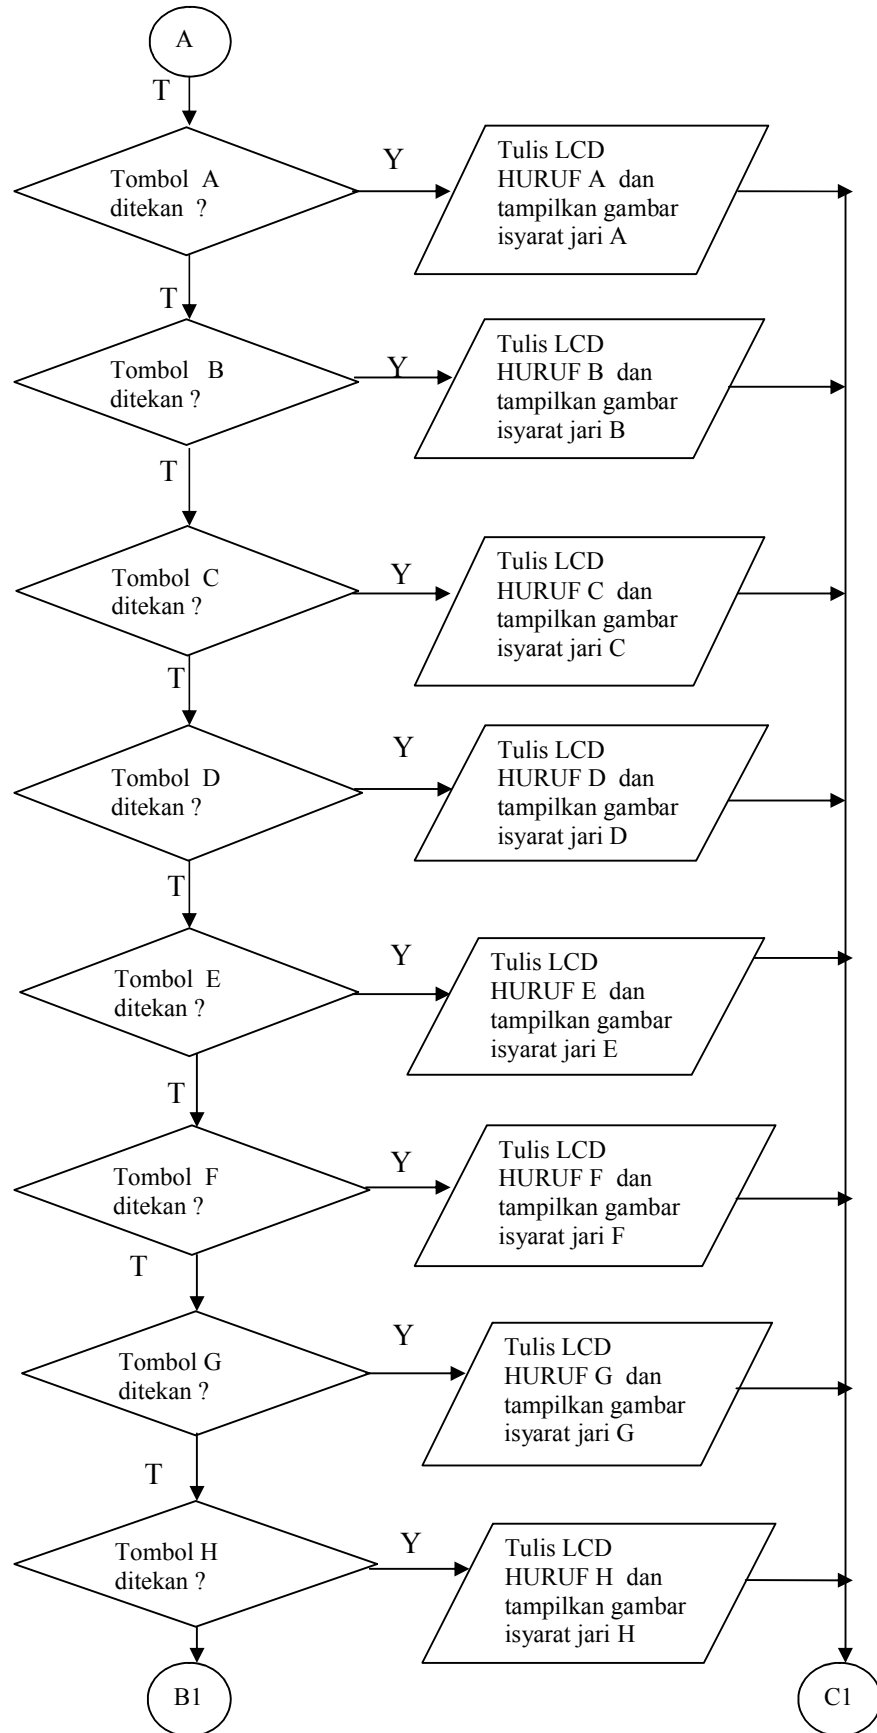 A
T
Tombol A
ditekan ?
Y
Tulis LCD
HURUF A dan
tampilkan gambar
isyarat jari A
T
Tombol B
ditekan ?
Y
Tulis LCD
HURUF B dan
tampilkan gambar
isyarat jari B
T
Tombol C
ditekan ?
Y
Tulis LCD
HURUF C dan
tampilkan gambar
isyarat jari C
T
Tombol D
ditekan ?
Y
Tulis LCD
HURUF D dan
tampilkan gambar
isyarat jari D
T
Tombol E
ditekan ?
Y
Tulis LCD
HURUF E dan
tampilkan gambar
isyarat jari E
T
Tombol F
ditekan ?
Y
Tulis LCD
HURUF F dan
tampilkan gambar
isyarat jari F
T
Tombol G
ditekan ?
Y
Tulis LCD
HURUF G dan
tampilkan gambar
isyarat jari G
T
Tombol H
ditekan ?
Y
Tulis LCD
HURUF H dan
tampilkan gambar
isyarat jari H
B1
C1